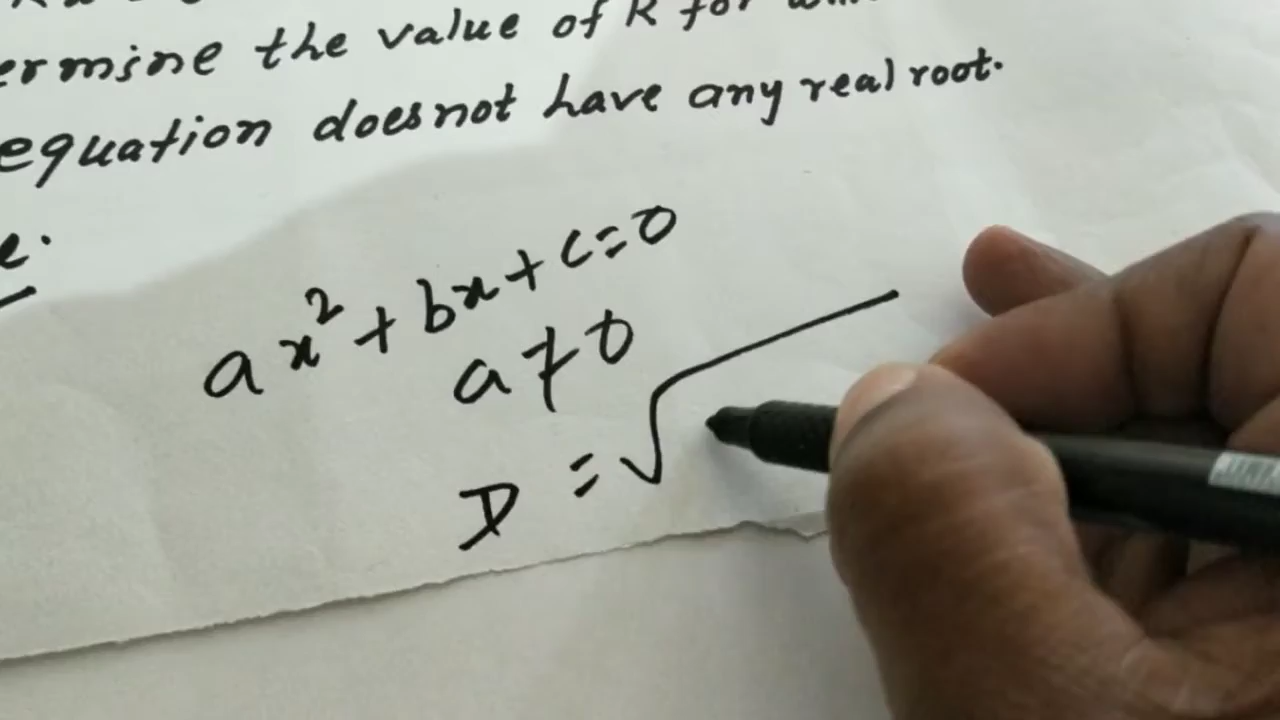 ermine the value of K for
equation does not have any real root.
e.
ax² + bx + c = 0
a ≠ 0
D = √